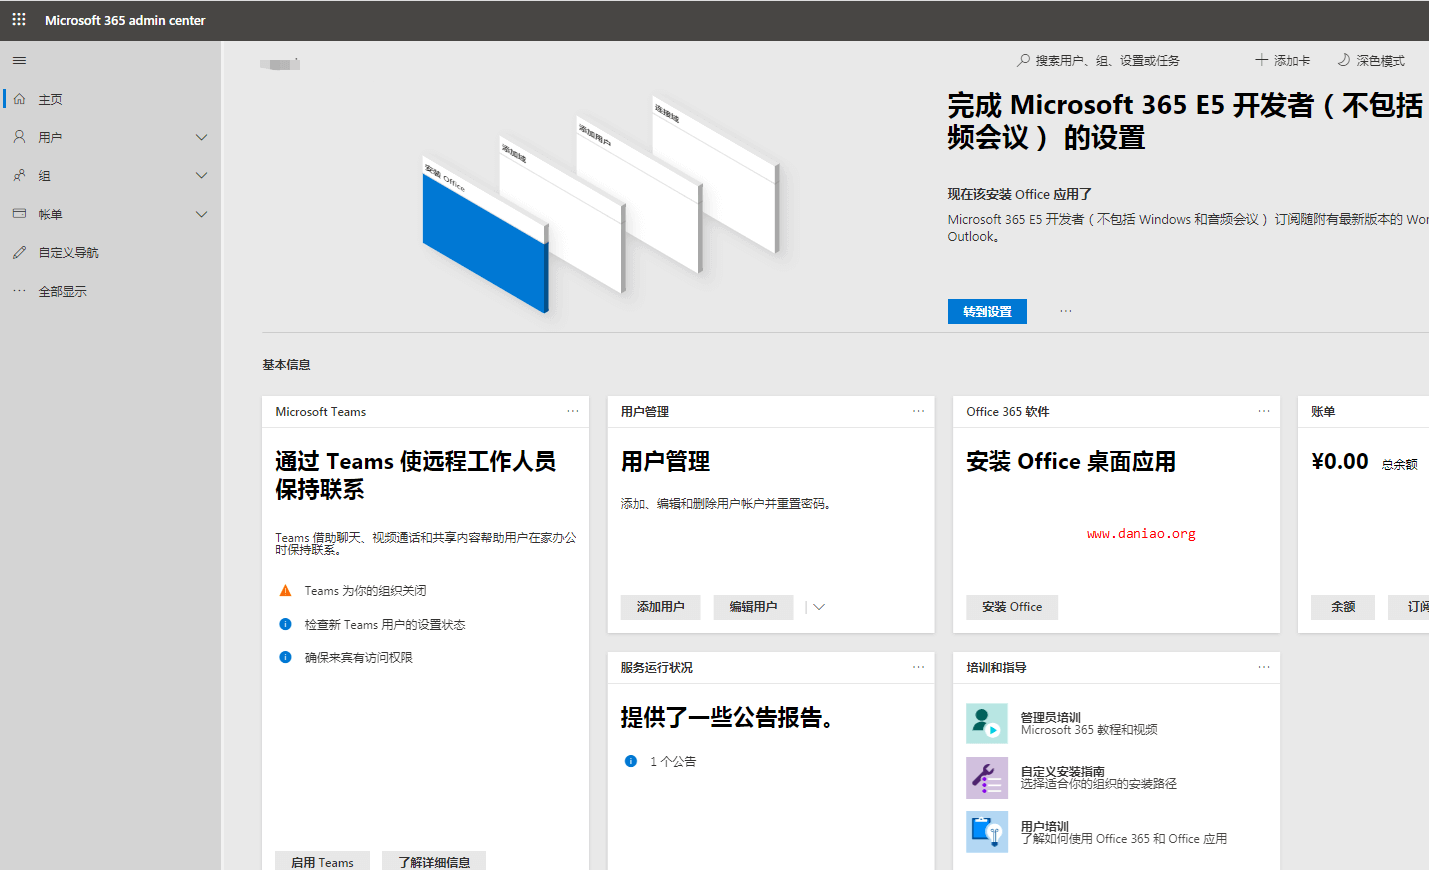 Microsoft 365 admin center
搜索用户、组、设置或任务
添加卡
深色模式
主页
用户
组
帐单
自定义导航
全部显示
安装 Office
添加域
添加用户
连接域
完成 Microsoft 365 E5 开发者（不包括
频会议） 的设置
现在该安装 Office 应用了
Microsoft 365 E5 开发者（不包括 Windows 和音频会议） 订阅随附有最新版本的 Wor
Outlook。
转到设置
基本信息
Microsoft Teams
通过 Teams 使远程工作人员
保持联系
Teams 借助聊天、视频通话和共享内容帮助用户在家办公
时保持联系。
Teams 为你的组织关闭
检查新 Teams 用户的设置状态
确保来宾有访问权限
启用 Teams
了解详细信息
用户管理
用户管理
添加、编辑和删除用户帐户并重置密码。
添加用户
编辑用户
Office 365 软件
安装 Office 桌面应用
www.daniao.org
安装 Office
账单
¥0.00 总余额
余额
订阅
服务运行状况
提供了一些公告报告。
1 个公告
培训和指导
管理员培训
Microsoft 365 教程和视频
自定义安装指南
选择适合你的组织的安装路径
用户培训
了解如何使用 Office 365 和 Office 应用